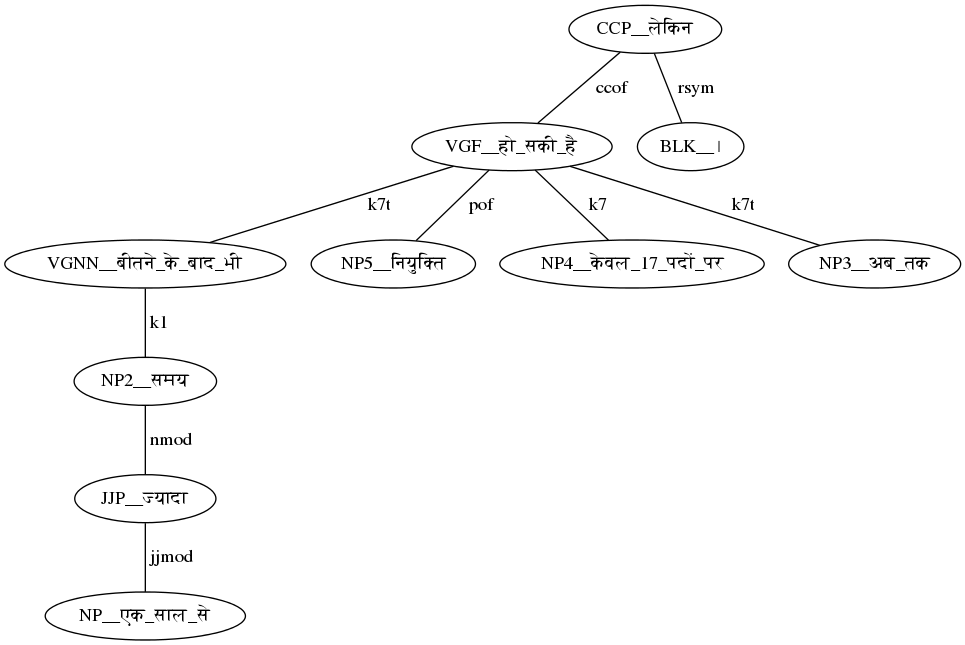 CCP__लेकिन
ccof
rsym
VGF__हो_सकी_है
BLK__।
k7t
pof
k7
k7t
VGNN__बीतने_के_बाद_भी
NP5__नियुक्ति
NP4__केवल_17_पदों_पर
NP3__अब_तक
k1
NP2__समय
nmod
JJP__ज्यादा
jjmod
NP__एक_साल_से